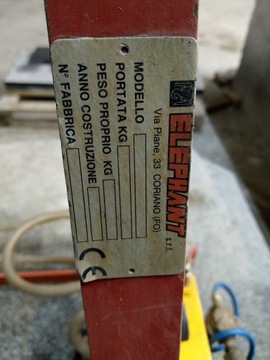 ELEPHANT s.r.l.
Via Piane, 33 CORIANO (FO)
MODELLO
PORTATA KG
PESO PROPRIO KG
ANNO COSTRUZIONE
N° FABBRICA
CE